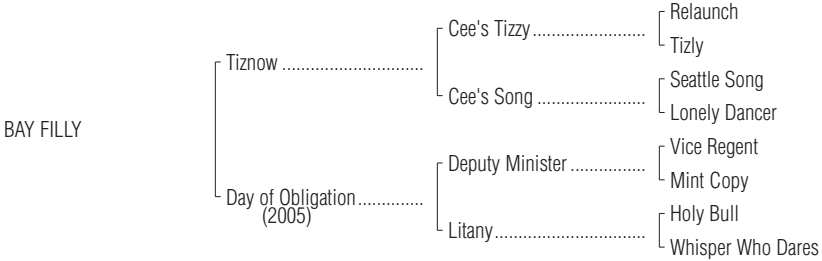 Relaunch
Cee's Tizzy........................
Tizly
Tiznow ..............................
Seattle Song
Cee's Song .......................
Lonely Dancer
BAY FILLY
Vice Regent
Deputy Minister ................
Mint Copy
Day of Obligation..............
(2005)
Holy Bull
Litany................................
Whisper Who Dares